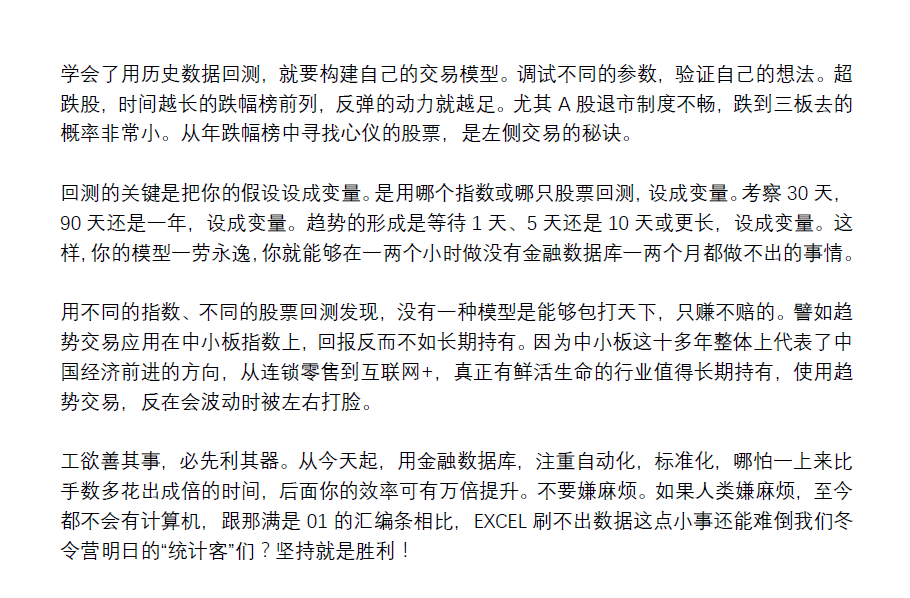 学会了用历史数据回测，就要构建自己的交易模型。调试不同的参数，验证自己的想法。超
跌股，时间越长的跌幅榜前列，反弹的动力就越足。尤其 A 股退市制度不畅，跌到三板去的
概率非常小。从年跌幅榜中寻找心仪的股票，是左侧交易的秘诀。
回测的关键是把你的假设设成变量。是用哪个指数或哪只股票回测，设成变量。考察 30 天，
90 天还是一年，设成变量。趋势的形成是等待 1 天、5 天还是 10 天或更长，设成变量。这
样，你的模型一劳永逸，你就能够在一两个小时做没有金融数据库一两个月都做不出的事情。
用不同的指数、不同的股票回测发现，没有一种模型是能够包打天下，只赚不赔的。譬如趋
势交易应用在中小板指数上，回报反而不如长期持有。因为中小板这十多年整体上代表了中
国经济前进的方向，从连锁零售到互联网+，真正有鲜活生命的行业值得长期持有，使用趋
势交易，反在会波动时被左右打脸。
工欲善其事，必先利其器。从今天起，用金融数据库，注重自动化，标准化，哪怕一上来比
手数多花出成倍的时间，后面你的效率可有万倍提升。不要嫌麻烦。如果人类嫌麻烦，至今
都不会有计算机，跟那满是 01 的汇编条相比，EXCEL 刷不出数据这点小事还能难倒我们冬
令营明日的“统计客”们？坚持就是胜利！